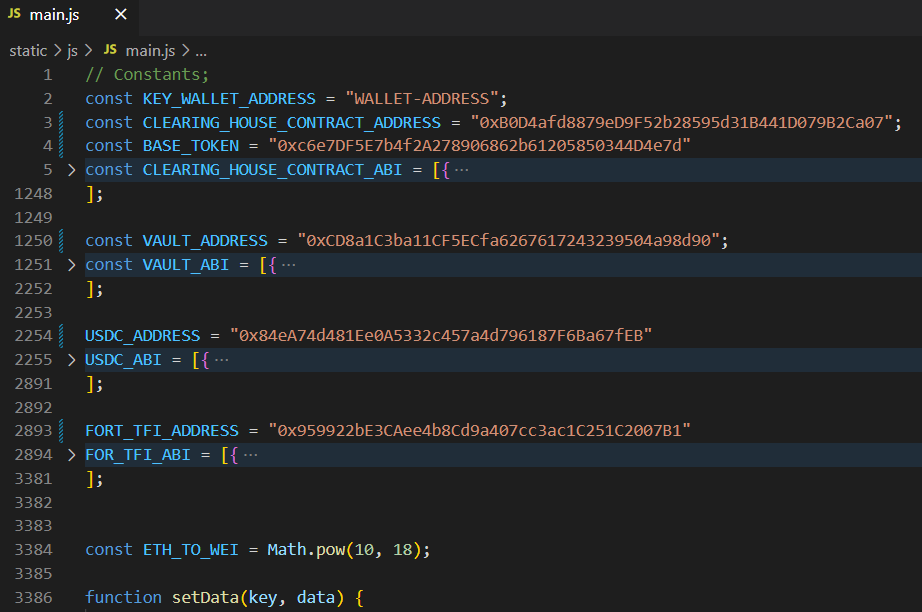 JS main.js ×
static > js > JS main.js > ...
1 // Constants;
2 const KEY_WALLET_ADDRESS = "WALLET-ADDRESS";
3 const CLEARING_HOUSE_CONTRACT_ADDRESS = "0xB0D4afd8879eD9F52b28595d31B441D079B2Ca07";
4 const BASE_TOKEN = "0xc6e7DF5E7b4f2A278906862b61205850344D4e7d"
5 > const CLEARING_HOUSE_CONTRACT_ABI = [{ ···
1248 ];
1249
1250 const VAULT_ADDRESS = "0xCD8a1C3ba11CF5ECfa6267617243239504a98d90";
1251 > const VAULT_ABI = [{ ···
2252 ];
2253
2254 USDC_ADDRESS = "0x84eA74d481Ee0A5332c457a4d796187F6Ba67fEB"
2255 > USDC_ABI = [{ ···
2891 ];
2892
2893 FORT_TFI_ADDRESS = "0x959922bE3CAee4b8Cd9a407cc3ac1C251C2007B1"
2894 > FOR_TFI_ABI = [{ ···
3381 ];
3382
3383
3384 const ETH_TO_WEI = Math.pow(10, 18);
3385
3386 function setData(key, data) {